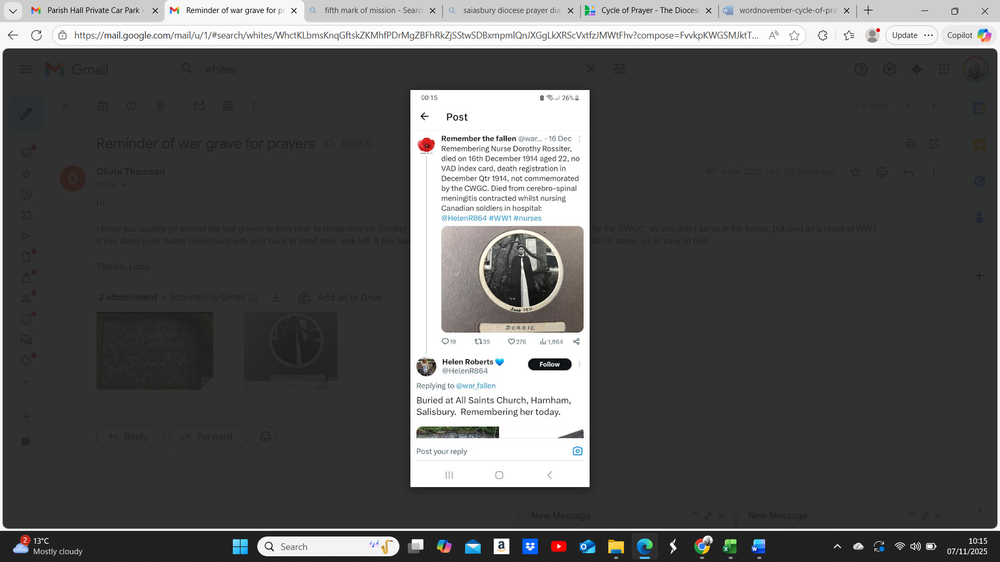 Parish Hall Private Car Park -
Reminder of war grave for pr
fifth mark of mission - Searc
saiasbury diocese prayer dia
Cycle of Prayer - The Diocese
wordnovember-cycle-of-pra
https://mail.google.com/mail/u/1/#search/whites/WhctKLbmsKnqGftskZKMhfPDrMgZBFhRkZjSStwSDBxmpmlQnJXGgLkXRScVxtfzJMWtFhv?compose=FvvkpKWGSMJktT...
Update
Copilot
Gmail
whites
3 of many
Reminder of war grave for prayers
Inbox x
O
Olivia Thomson
6 Nov 2025, 14:11 (20 hours ago)
to me
Hi
I know you usually go around the war graves to pray near to remembrance Sunday
by the CWGC, as she didn't serve in the forces, but died as a result of WW1.
If you stand in All Saints churchyard with your back to shed door, look left, a few feet
CWGC stone, so its easy to find.
Thanks, Liddy.
2 attachment • Scanned by Gmail
Add all to Drive
Reply
Forward
00:15
26%
Post
Remember the fallen @war... · 16 Dec
Remembering Nurse Dorothy Rossiter,
died on 16th December 1914 aged 22, no
VAD index card, death registration in
December Qtr 1914, not commemorated
by the CWGC. Died from cerebro-spinal
meningitis contracted whilst nursing
Canadian soldiers in hospital:
@HelenR864 #WW1 #nurses
June 1911.
DORRIE
19
35
276
1,864
Helen Roberts
@HelenR864
Follow
Replying to @war_fallen
Buried at All Saints Church, Harnham,
Salisbury. Remembering her today.
Post your reply
New Message
New Message
2
13°C
Mostly cloudy
Search
10:15
07/11/2025